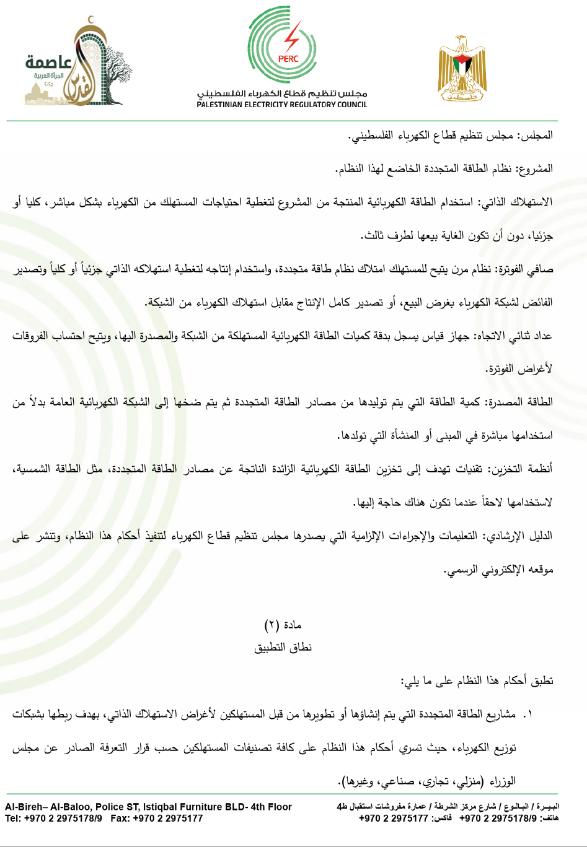 عاصمة
المرأة العربية
القدس
PERC
مجلس تنظيم قطاع الكهرباء الفلسطيني
PALESTINIAN ELECTRICITY REGULATORY COUNCIL
فلسطين
المجلس: مجلس تنظيم قطاع الكهرباء الفلسطيني.
المشروع: نظام الطاقة المتجددة الخاضع لهذا النظام.
الاستهلاك الذاتي: استخدام الطاقة الكهربائية المنتجة من المشروع لتغطية احتياجات المستهلك من الكهرباء بشكل مباشر، كليا أو
جزئيا، دون أن تكون الغاية بيعها لطرف ثالث.
صافي الفوترة: نظام مرن يتيح للمستهلك امتلاك نظام طاقة متجددة، واستخدام إنتاجه لتغطية استهلاكه الذاتي جزئياً أو كلياً وتصدير
الفائض لشبكة الكهرباء بغرض البيع، أو تصدير كامل الإنتاج مقابل استهلاك الكهرباء من الشبكة.
عداد ثنائي الاتجاه: جهاز قياس يسجل بدقة كميات الطاقة الكهربائية المستهلكة من الشبكة والمصدرة اليها، ويتيح احتساب الفروقات
لأغراض الفوترة.
الطاقة المصدرة: كمية الطاقة التي يتم توليدها من مصادر الطاقة المتجددة ثم يتم ضخها إلى الشبكة الكهربائية العامة بدلاً من
استخدامها مباشرة في المبنى أو المنشأة التي تولدها.
أنظمة التخزين: تقنيات تهدف إلى تخزين الطاقة الكهربائية الزائدة الناتجة عن مصادر الطاقة المتجددة، مثل الطاقة الشمسية،
لاستخدامها لاحقاً عندما تكون هناك حاجة إليها.
الدليل الإرشادي: التعليمات والإجراءات الإلزامية التي يصدرها مجلس تنظيم قطاع الكهرباء لتنفيذ أحكام هذا النظام، وتنشر على
موقعه الإلكتروني الرسمي.
مادة (٢)
نطاق التطبيق
تطبق أحكام هذا النظام على ما يلي:
١. مشاريع الطاقة المتجددة التي يتم إنشاؤها أو تطويرها من قبل المستهلكين لأغراض الاستهلاك الذاتي، بهدف ربطها بشبكات
توزيع الكهرباء، حيث تسري أحكام هذا النظام على كافة تصنيفات المستهلكين حسب قرار التعرفة الصادر عن مجلس
الوزراء (منزلي، تجاري، صناعي، وغيرها).
البيرة / البالوع / شارع مركز الشرطة / عمارة مفروشات استقبال ط4
هاتف: 9/2975178 2 970+ فاكس: 2975177 2 970+
Al-Bireh– Al-Baloo, Police ST, Istiqbal Furniture BLD- 4th Floor
Tel: +970 2 2975178/9 Fax: +970 2 2975177